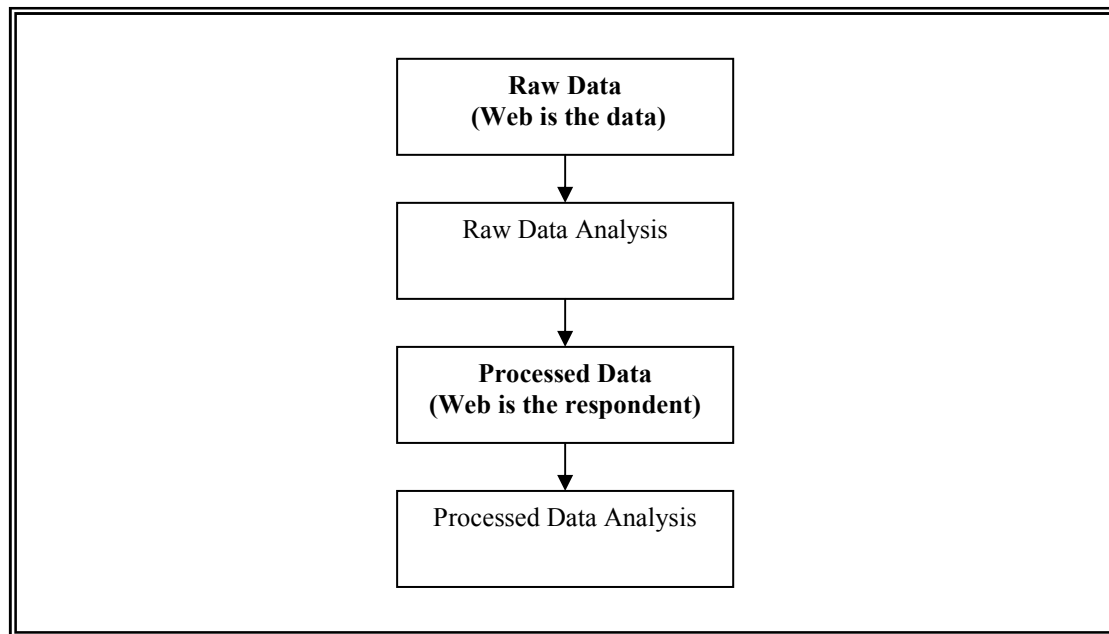 Raw Data
(Web is the data)
Raw Data Analysis
Processed Data
(Web is the respondent)
Processed Data Analysis